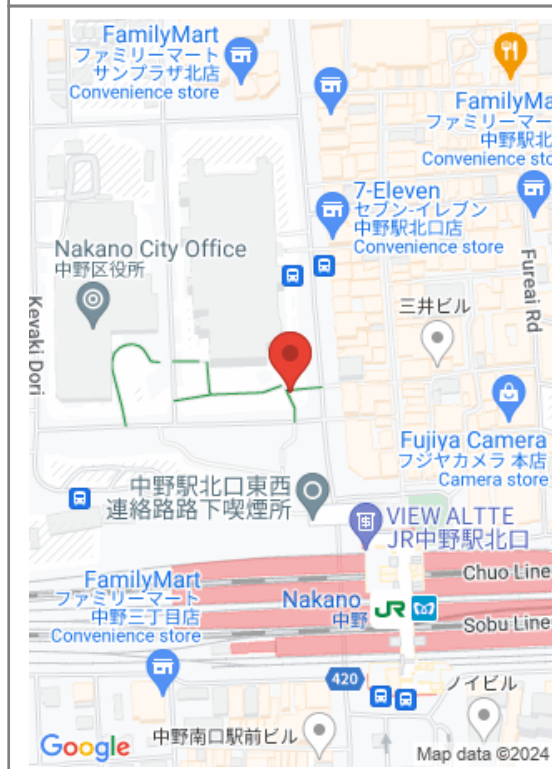 FamilyMart
ファミリーマート
サンプラザ北店
Convenience store
FamilyMa
ファミリーマー
中野駅北
Convenience sto
7-Eleven
セブン-イレブン
中野駅北口店
Convenience store
Nakano City Office
中野区役所
Kevaki Dori
Fureai Rd
三井ビル
Fujiya Camera
フジヤカメラ 本店
Camera store
中野駅北口東西
連絡路路下喫煙所
VIEW ALTTE
JR中野駅北口
Chuo Line
FamilyMart
ファミリーマート
中野三丁目店
Convenience store
Nakano
中野
JR
Sobu Line
420
ノイビル
中野南口駅前ビル
Google
Map data ©2024